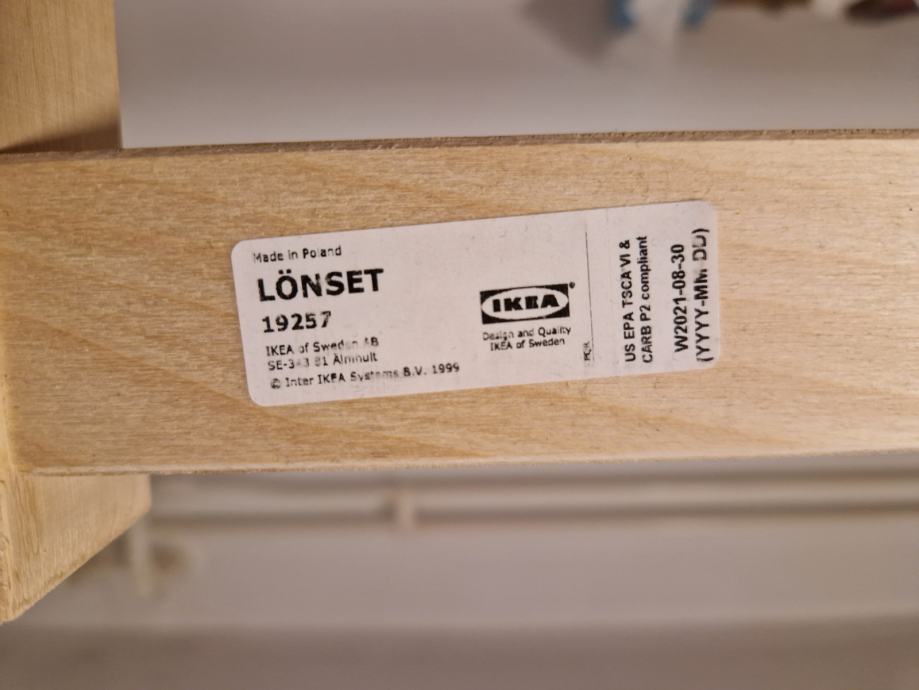 Made in Poland
LÖNSET
19257
IKEA of Sweden AB
SE-343 81 Älmhult
© Inter IKEA Systems B.V. 1999
IKEA®
Design and Quality
IKEA of Sweden
US EPA TSCA VI &
CARB P2 compliant
W2021-08-30
(YYYY-MM-DD)